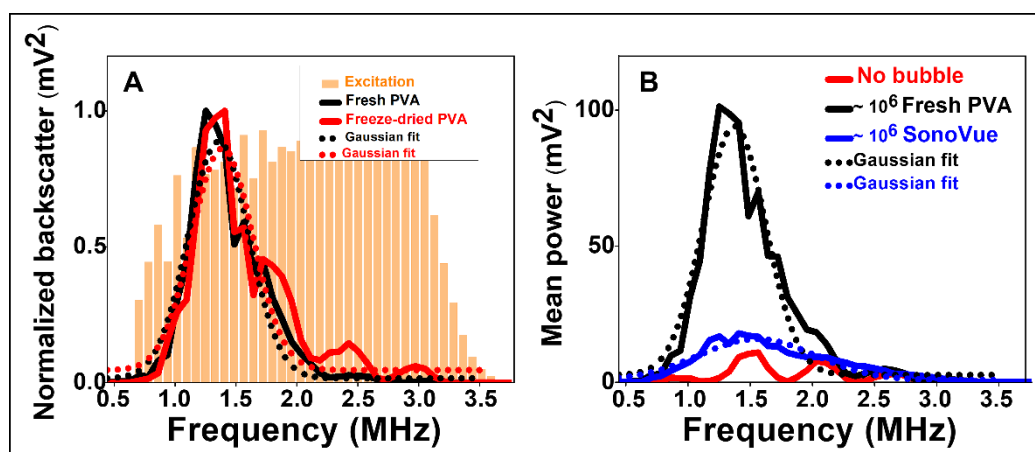 A
Normalized backscatter (mV²)
1.0
0.5
0.0
0.5 1.0 1.5 2.0 2.5 3.0 3.5
Frequency (MHz)
Excitation
Fresh PVA
Freeze-dried PVA
Gaussian fit
Gaussian fit
B
Mean power (mV²)
100
50
0
0.5 1.0 1.5 2.0 2.5 3.0 3.5
Frequency (MHz)
No bubble
~ 10⁶ Fresh PVA
~ 10⁶ SonoVue
Gaussian fit
Gaussian fit